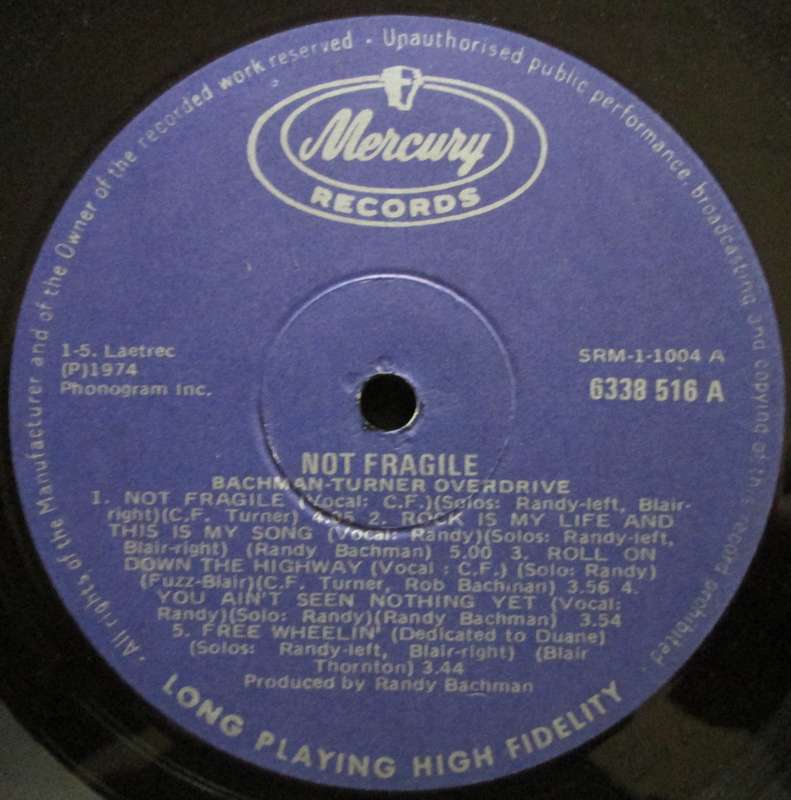 All rights of the Manufacturer and of the Owner of the recorded work reserved · Unauthorised public performance, broadcasting and copying of this record prohibited ·
Mercury
RECORDS
1-5. Laetrec
(P)1974
Phonogram Inc.
SRM-1-1004 A
6338 516 A
NOT FRAGILE
BACHMAN-TURNER OVERDRIVE
1. NOT FRAGILE (Vocal: C.F.)(Solos: Randy-left, Blair-
right)(C.F. Turner) 4.05 2. ROCK IS MY LIFE AND
THIS IS MY SONG (Vocal: Randy)(Solos: Randy-left,
Blair-right) (Randy Bachman) 5.00 3. ROLL ON
DOWN THE HIGHWAY (Vocal : C.F.) (Solo: Randy)
(Fuzz-Blair)(C.F. Turner, Rob Bachman) 3.56 4.
YOU AIN'T SEEN NOTHING YET (Vocal:
Randy)(Solo: Randy)(Randy Bachman) 3.54
5. FREE WHEELIN' (Dedicated to Duane)
(Solos: Randy-left, Blair-right) (Blair
Thornton) 3.44
Produced by Randy Bachman
LONG PLAYING HIGH FIDELITY